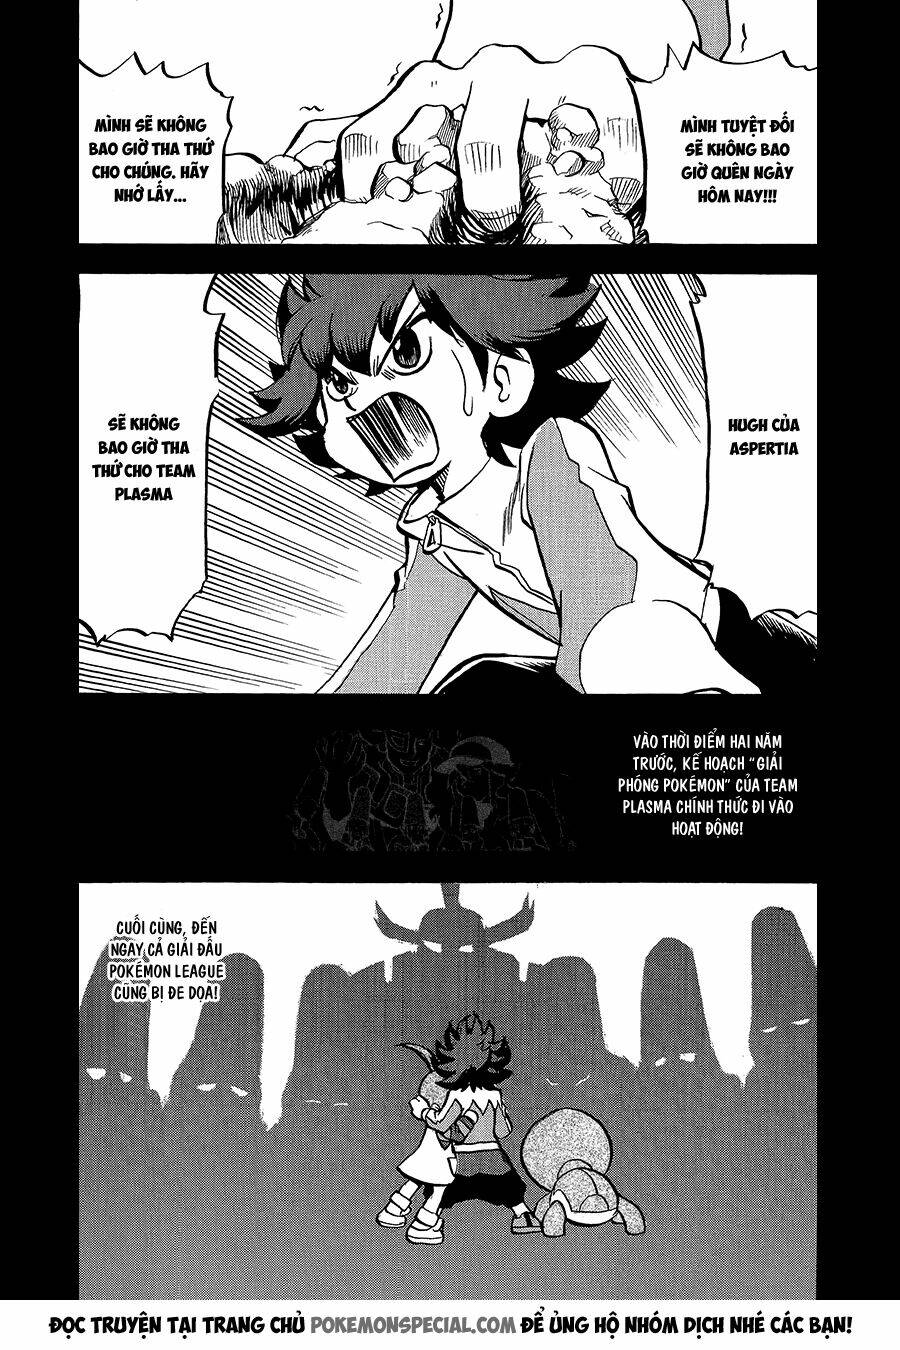 MÌNH TUYỆT ĐỐI
SẼ KHÔNG BAO
GIỜ QUÊN NGÀY
HÔM NAY!!!
MÌNH SẼ KHÔNG
BAO GIỜ THA THỨ
CHO CHÚNG. HÃY
NHỚ LẤY...
HUGH CỦA
ASPERTIA
SẼ KHÔNG
BAO GIỜ THA
THỨ CHO TEAM
PLASMA
VÀO THỜI ĐIỂM HAI NĂM
TRƯỚC, KẾ HOẠCH “GIẢI
PHÓNG POKÉMON” CỦA TEAM
PLASMA CHÍNH THỨC ĐI VÀO
HOẠT ĐỘNG!
CUỐI CÙNG, ĐẾN
NGAY CẢ GIẢI ĐẤU
POKÉMON LEAGUE
CŨNG BỊ ĐE DỌA!
ĐỌC TRUYỆN TẠI TRANG CHỦ POKEMONSPECIAL.COM ĐỂ ỦNG HỘ NHÓM DỊCH NHÉ CÁC BẠN!